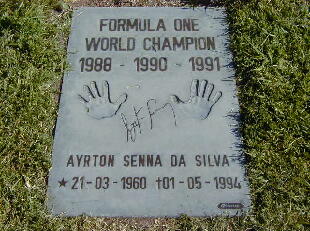 FORMULA ONE
WORLD CHAMPION
1988 - 1990 - 1991
AYRTON SENNA DA SILVA
★ 21-03-1960 ✝01-05-1994